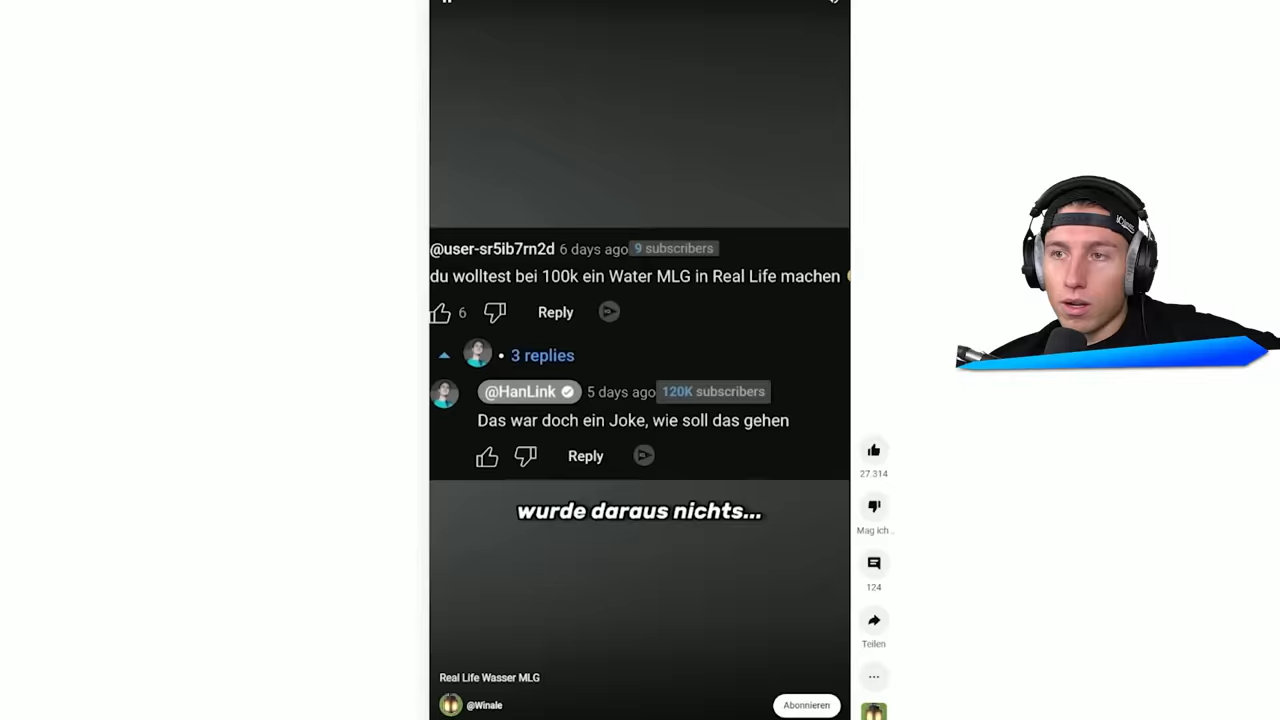 @user-sr5ib7rn2d 6 days ago 9 subscribers
du wolltest bei 100k ein Water MLG in Real Life machen
6 Reply
3 replies
@HanLink 5 days ago 120K subscribers
Das war doch ein Joke, wie soll das gehen
Reply
wurde daraus nichts...
27.314
Mag ich .
124
Teilen
Real Life Wasser MLG
@Winale Abonnieren